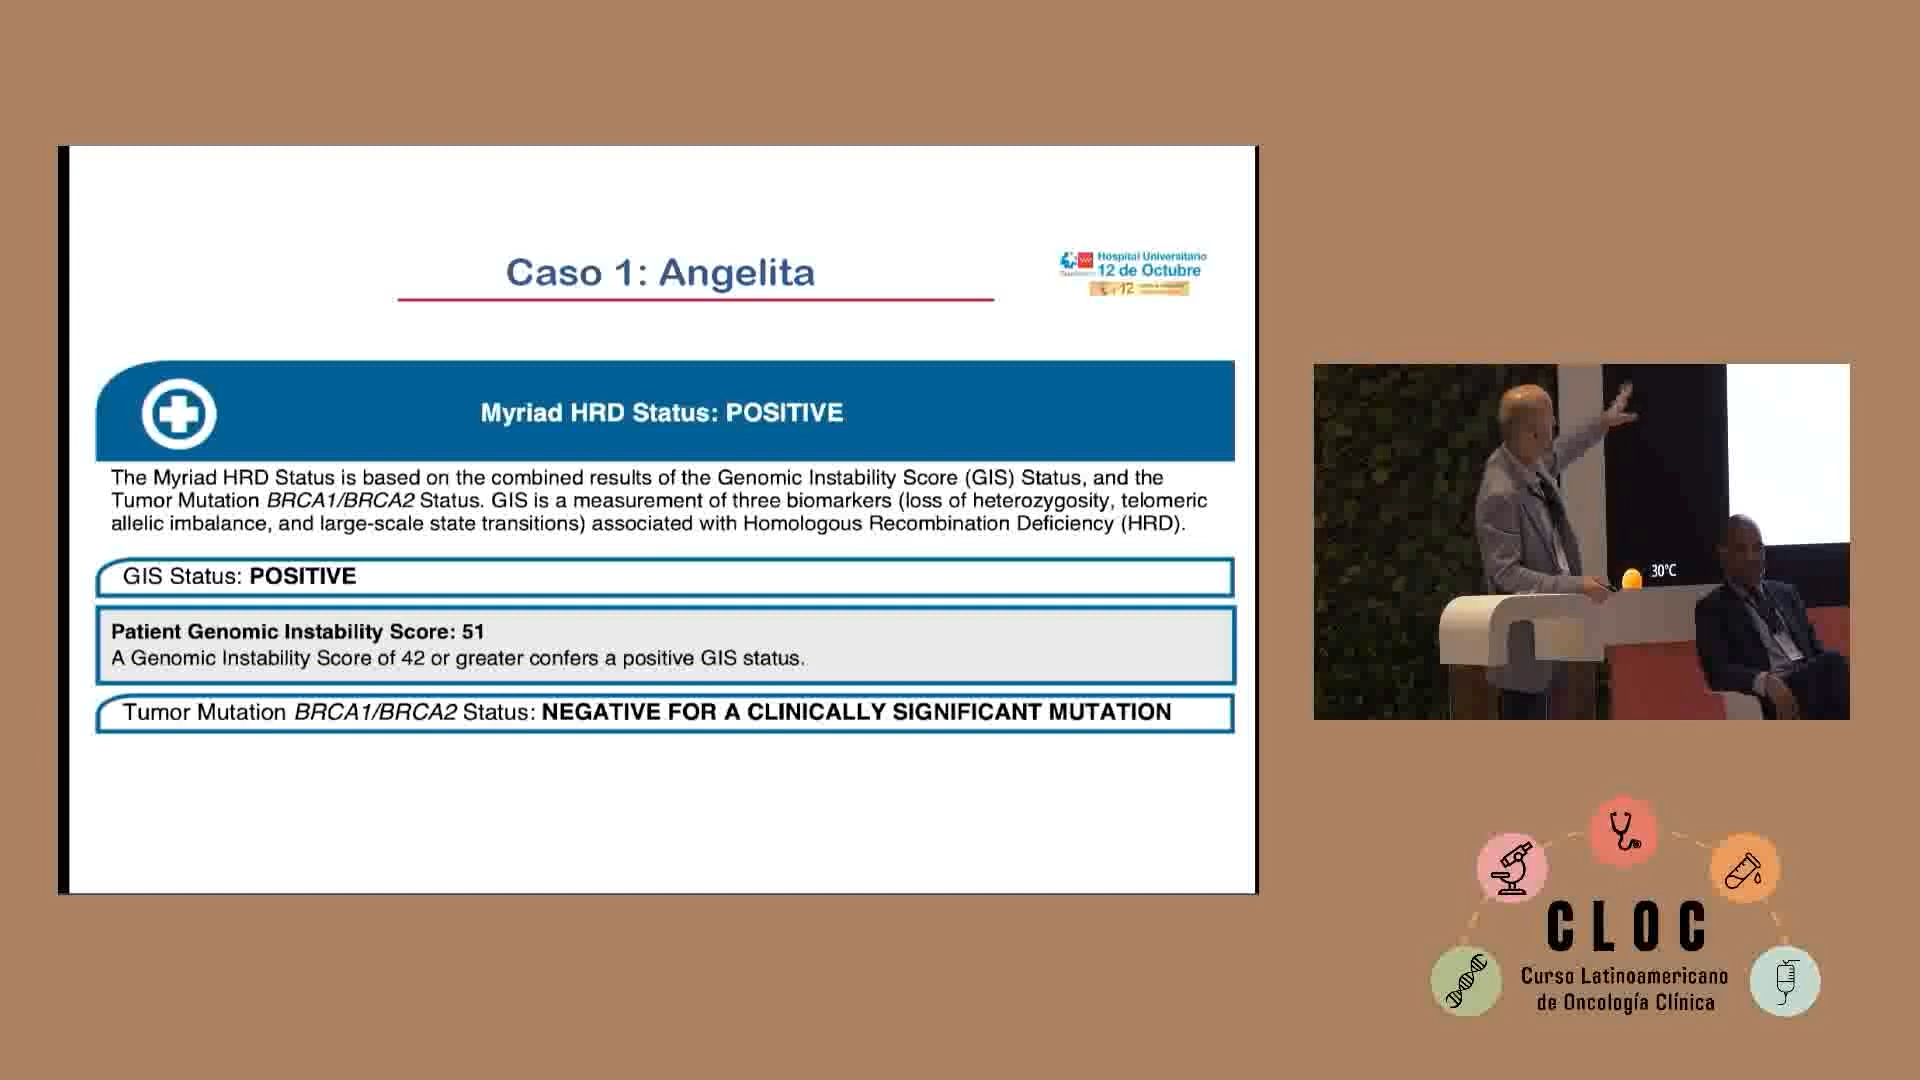 Caso 1: Angelita
Hospital Universitario
12 de Octubre
12
Myriad HRD Status: POSITIVE
The Myriad HRD Status is based on the combined results of the Genomic Instability Score (GIS) Status, and the
Tumor Mutation BRCA1/BRCA2 Status. GIS is a measurement of three biomarkers (loss of heterozygosity, telomeric
allelic imbalance, and large-scale state transitions) associated with Homologous Recombination Deficiency (HRD).
GIS Status: POSITIVE
Patient Genomic Instability Score: 51
A Genomic Instability Score of 42 or greater confers a positive GIS status.
Tumor Mutation BRCA1/BRCA2 Status: NEGATIVE FOR A CLINICALLY SIGNIFICANT MUTATION
30°C
CLOC
Curso Latinoamericano
de Oncología Clínica